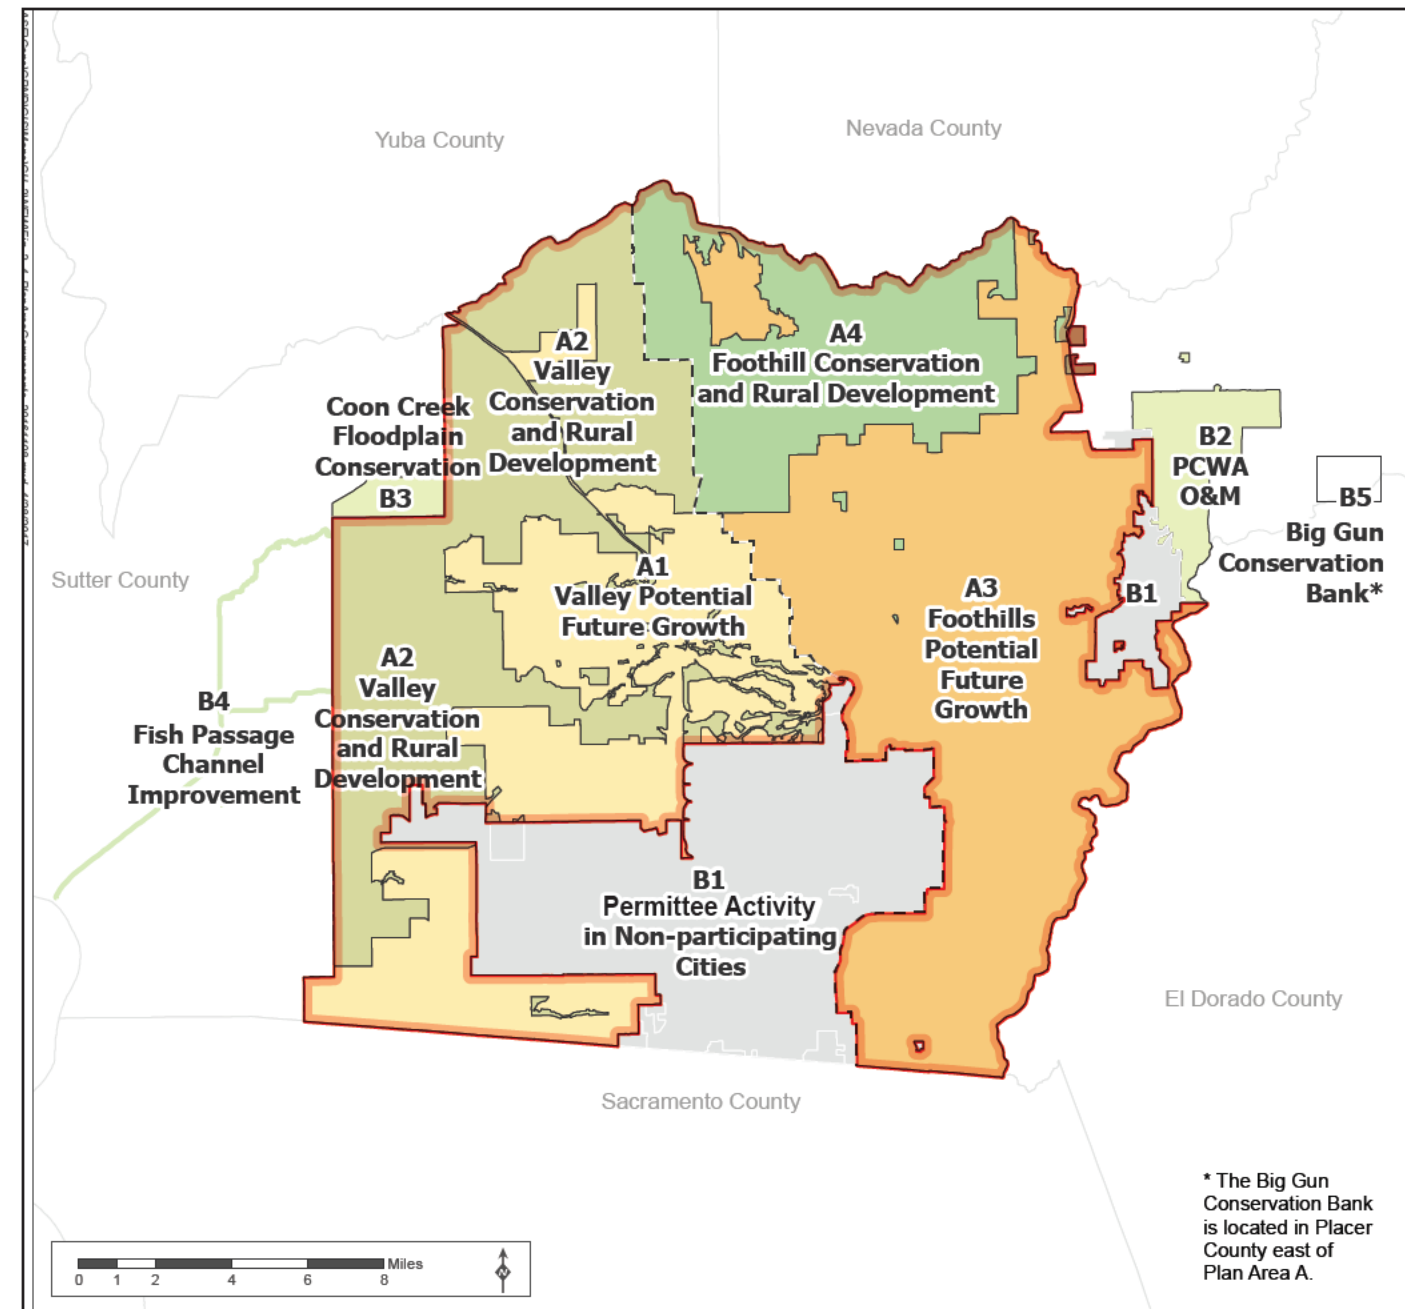 Yuba County
Nevada County
A4
Foothill Conservation
and Rural Development
A2
Valley
Conservation
and Rural
Development
Coon Creek
Floodplain
Conservation
B3
B2
PCWA
O&M
B5
Big Gun
Conservation
Bank*
Sutter County
A1
Valley Potential
Future Growth
A3
Foothills
Potential
Future
Growth
B1
A2
Valley
Conservation
and Rural
Development
B4
Fish Passage
Channel
Improvement
B1
Permittee Activity
in Non-participating
Cities
El Dorado County
Sacramento County
* The Big Gun
Conservation Bank
is located in Placer
County east of
Plan Area A.
Miles
0 1 2 4 6 8
N